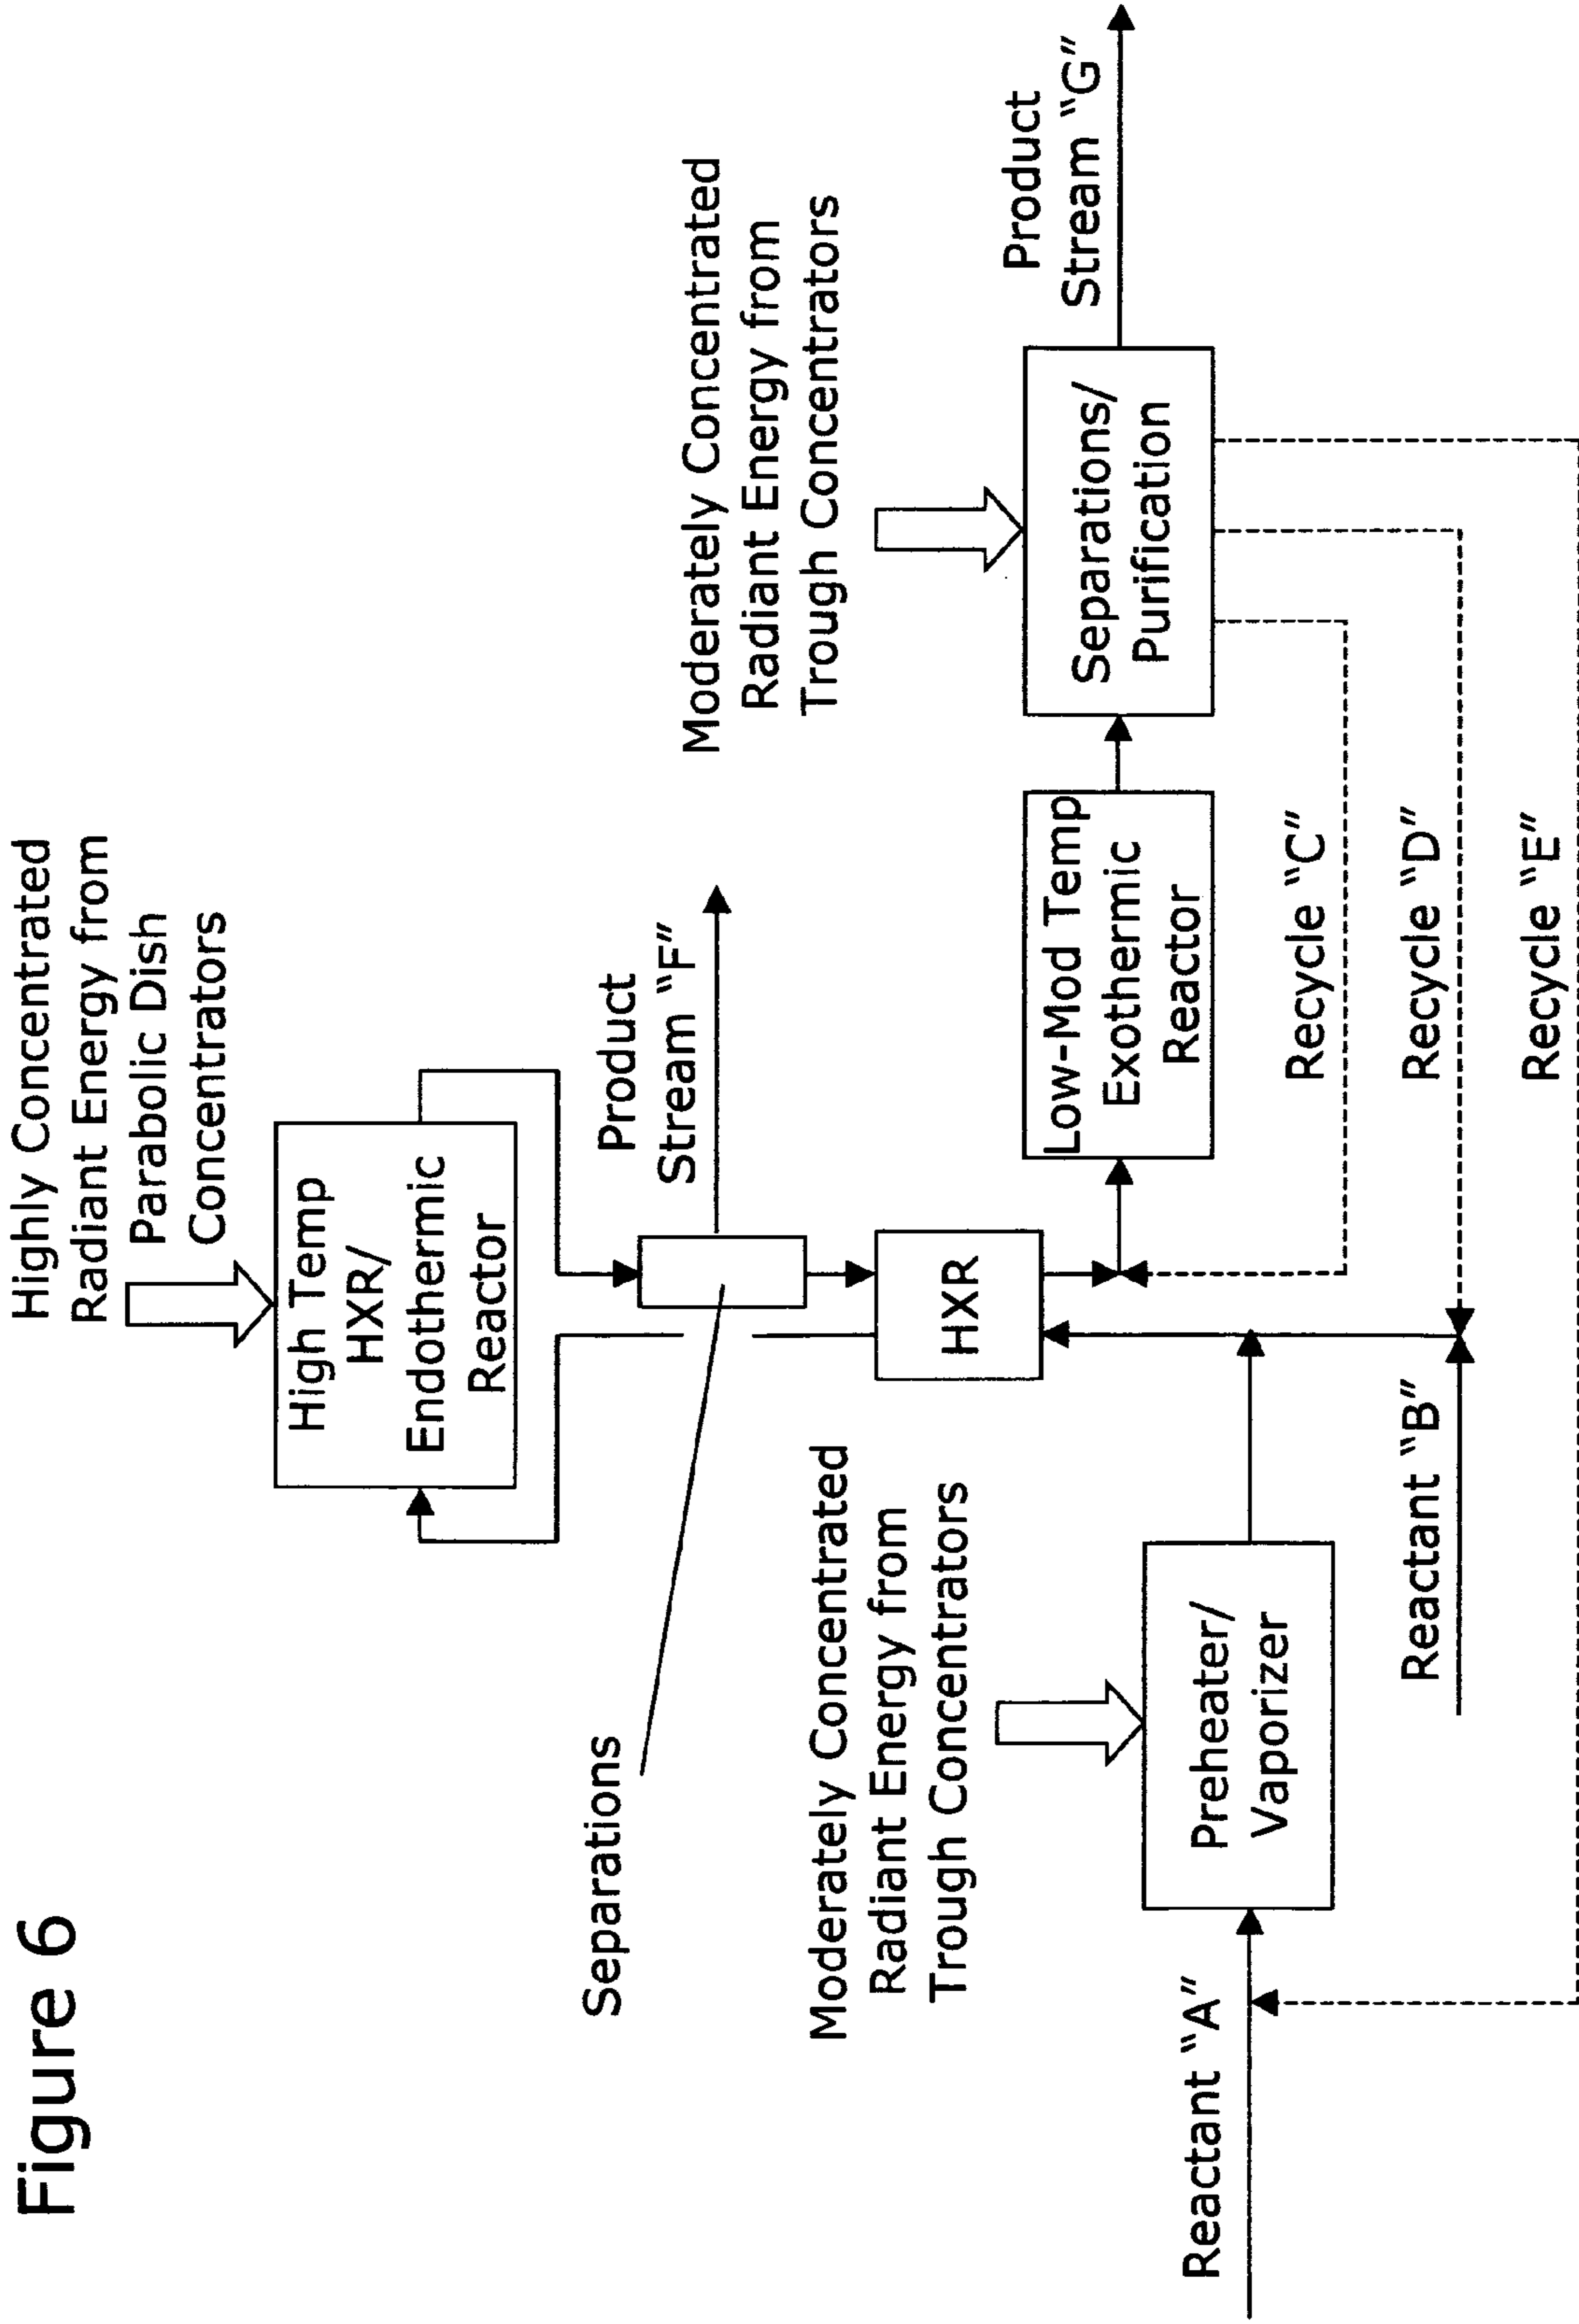 Figure 6
Highly Concentrated
Radiant Energy from
Parabolic Dish
Concentrators
High Temp
HXR/
Endothermic
Reactor
Separations
Product
Stream “F”
Moderately Concentrated
Radiant Energy from
Trough Concentrators
Moderately Concentrated
Radiant Energy from
Trough Concentrators
HXR
Product
Stream “G”
Low-Mod Temp
Exothermic
Reactor
Separations/
Purification
Preheater/
Vaporizer
Reactant “A”
Recycle “C”
Reactant “B”
Recycle “D”
Recycle “E”